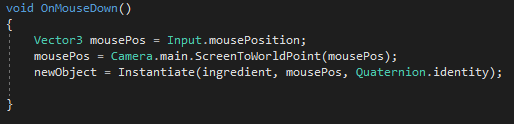 void OnMouseDown()
{
Vector3 mousePos = Input.mousePosition;
mousePos = Camera.main.ScreenToWorldPoint(mousePos);
newObject = Instantiate(ingredient, mousePos, Quaternion.identity);
}